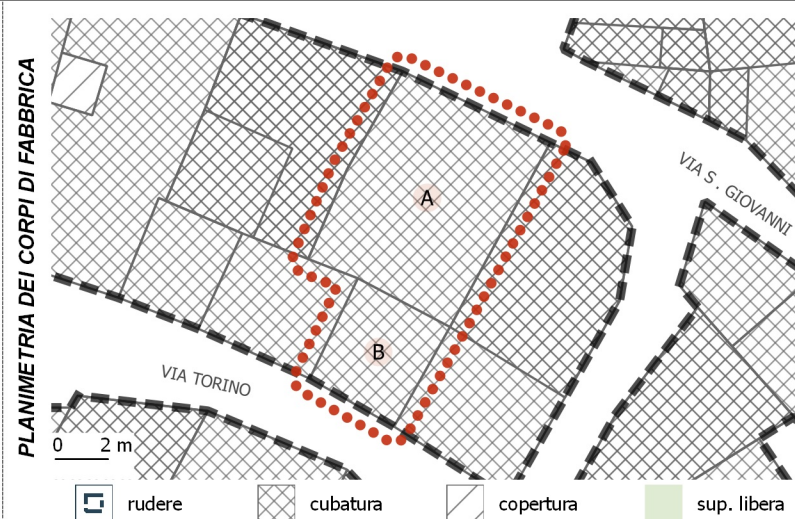 PLANIMETRIA DEI CORPI DI FABBRICA
VIA S. GIOVANNI
A
B
VIA TORINO
0 2 m
rudere cubatura copertura sup. libera